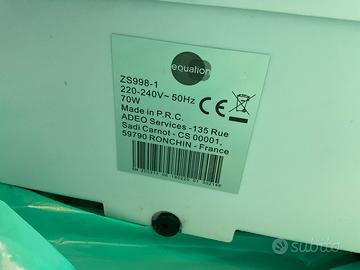 equation
ZS998-1
220-240V~ 50Hz
70W
Made in P.R.C.
ADEO Services - 135 Rue
Sadi Carnot - CS 00001,
59790 RONCHIN - France
subito